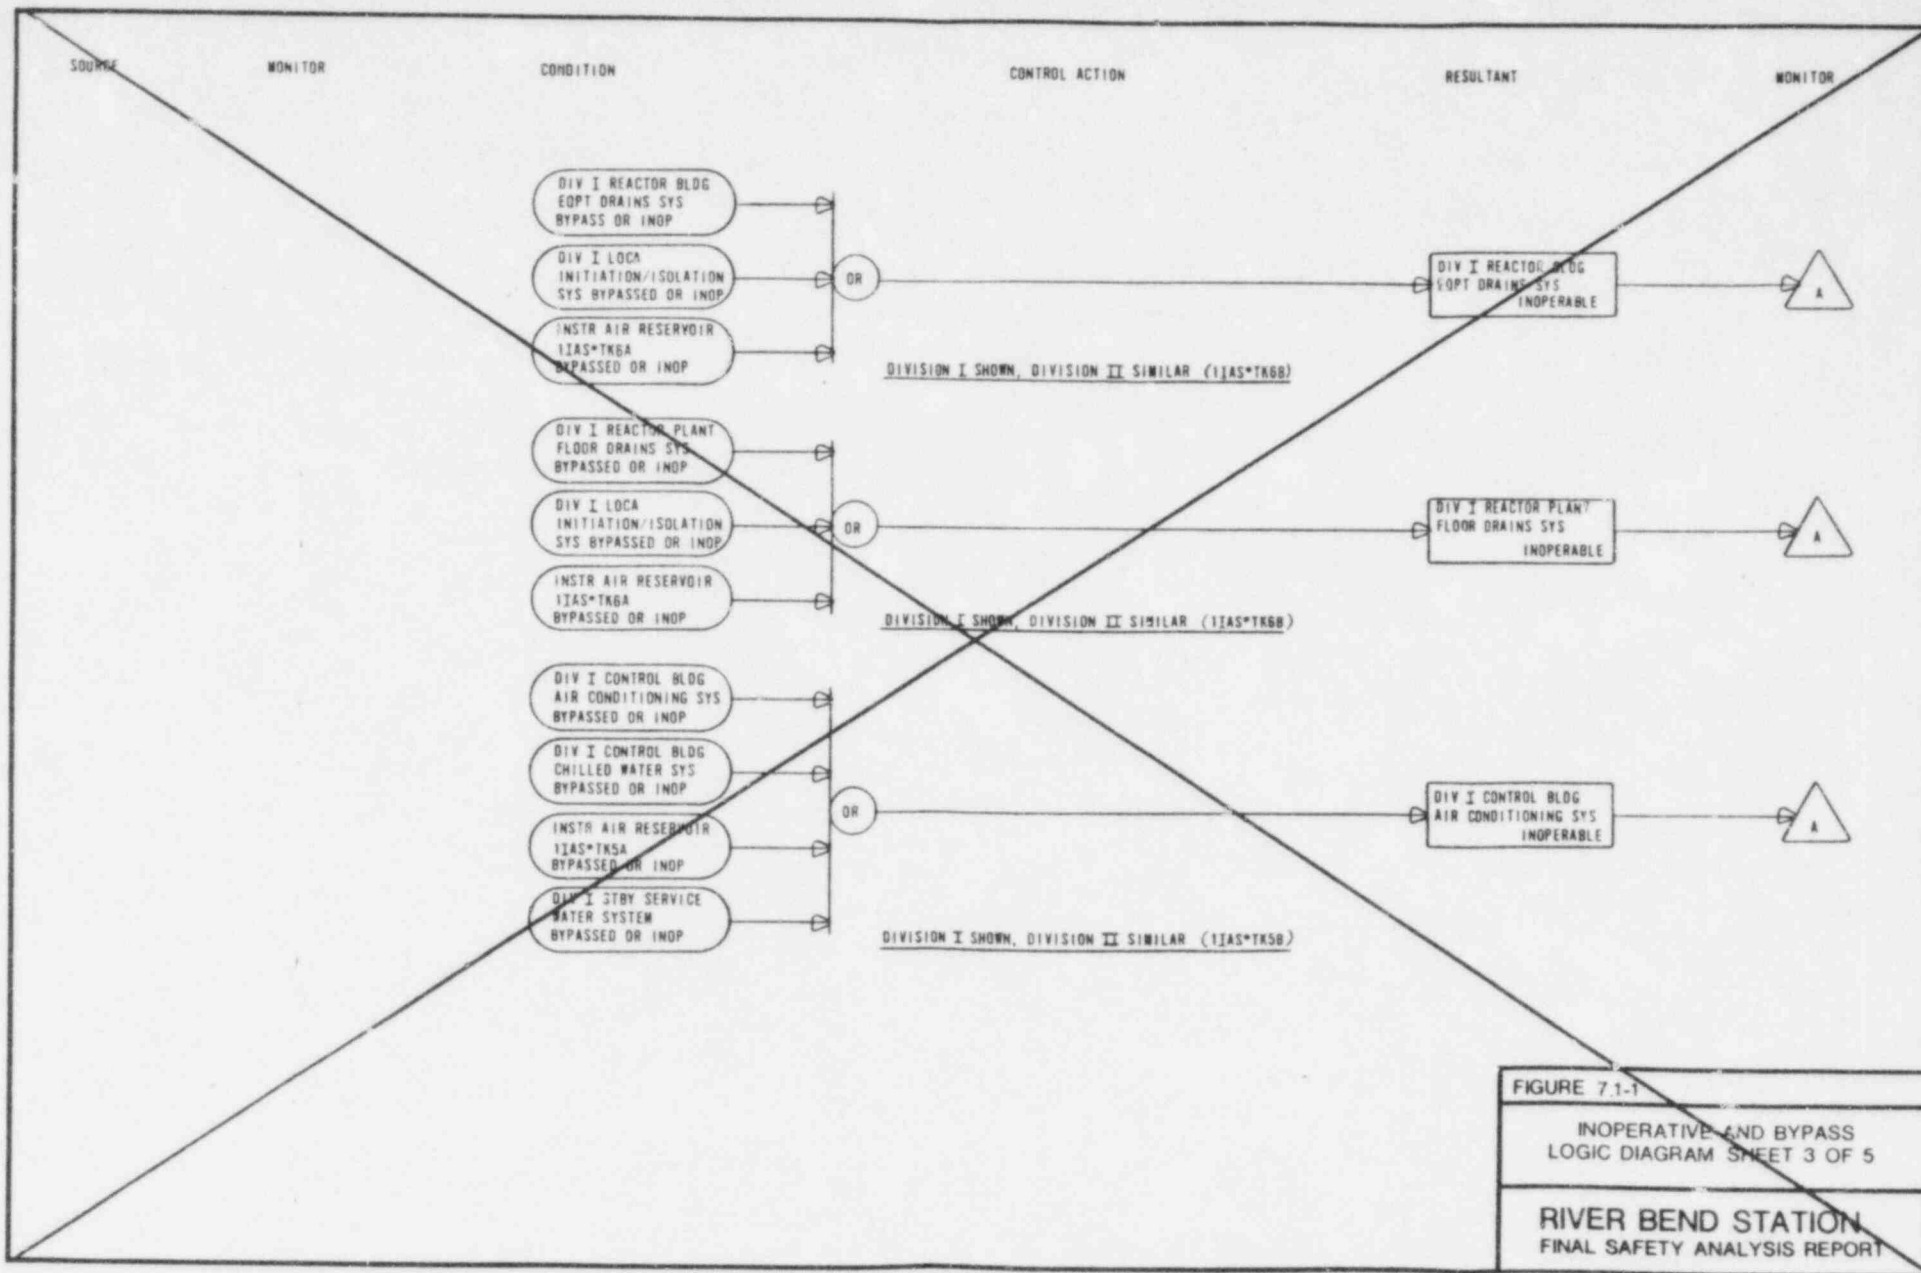 SOURCE MONITOR CONDITION CONTROL ACTION RESULTANT MONITOR
DIV I REACTOR BLDG
EQPT DRAINS SYS
BYPASS OR INOP
DIV I LOCA
INITIATION/ISOLATION
SYS BYPASSED OR INOP
INSTR AIR RESERVOIR
1IAS*TK6A
BYPASSED OR INOP
OR
DIV I REACTOR BLDG
EQPT DRAINS SYS
INOPERABLE
A
DIVISION I SHOWN, DIVISION II SIMILAR (1IAS*TK6B)
DIV I REACTOR PLANT
FLOOR DRAINS SYS
BYPASSED OR INOP
DIV I LOCA
INITIATION/ISOLATION
SYS BYPASSED OR INOP
INSTR AIR RESERVOIR
1IAS*TK6A
BYPASSED OR INOP
OR
DIV I REACTOR PLANT
FLOOR DRAINS SYS
INOPERABLE
A
DIVISION I SHOWN, DIVISION II SIMILAR (1IAS*TK6B)
DIV I CONTROL BLDG
AIR CONDITIONING SYS
BYPASSED OR INOP
DIV I CONTROL BLDG
CHILLED WATER SYS
BYPASSED OR INOP
INSTR AIR RESERVOIR
1IAS*TK5A
BYPASSED OR INOP
DIV I STBY SERVICE
WATER SYSTEM
BYPASSED OR INOP
OR
DIV I CONTROL BLDG
AIR CONDITIONING SYS
INOPERABLE
A
DIVISION I SHOWN, DIVISION II SIMILAR (1IAS*TK5B)
FIGURE 7.1-1
INOPERATIVE AND BYPASS
LOGIC DIAGRAM SHEET 3 OF 5
RIVER BEND STATION
FINAL SAFETY ANALYSIS REPORT